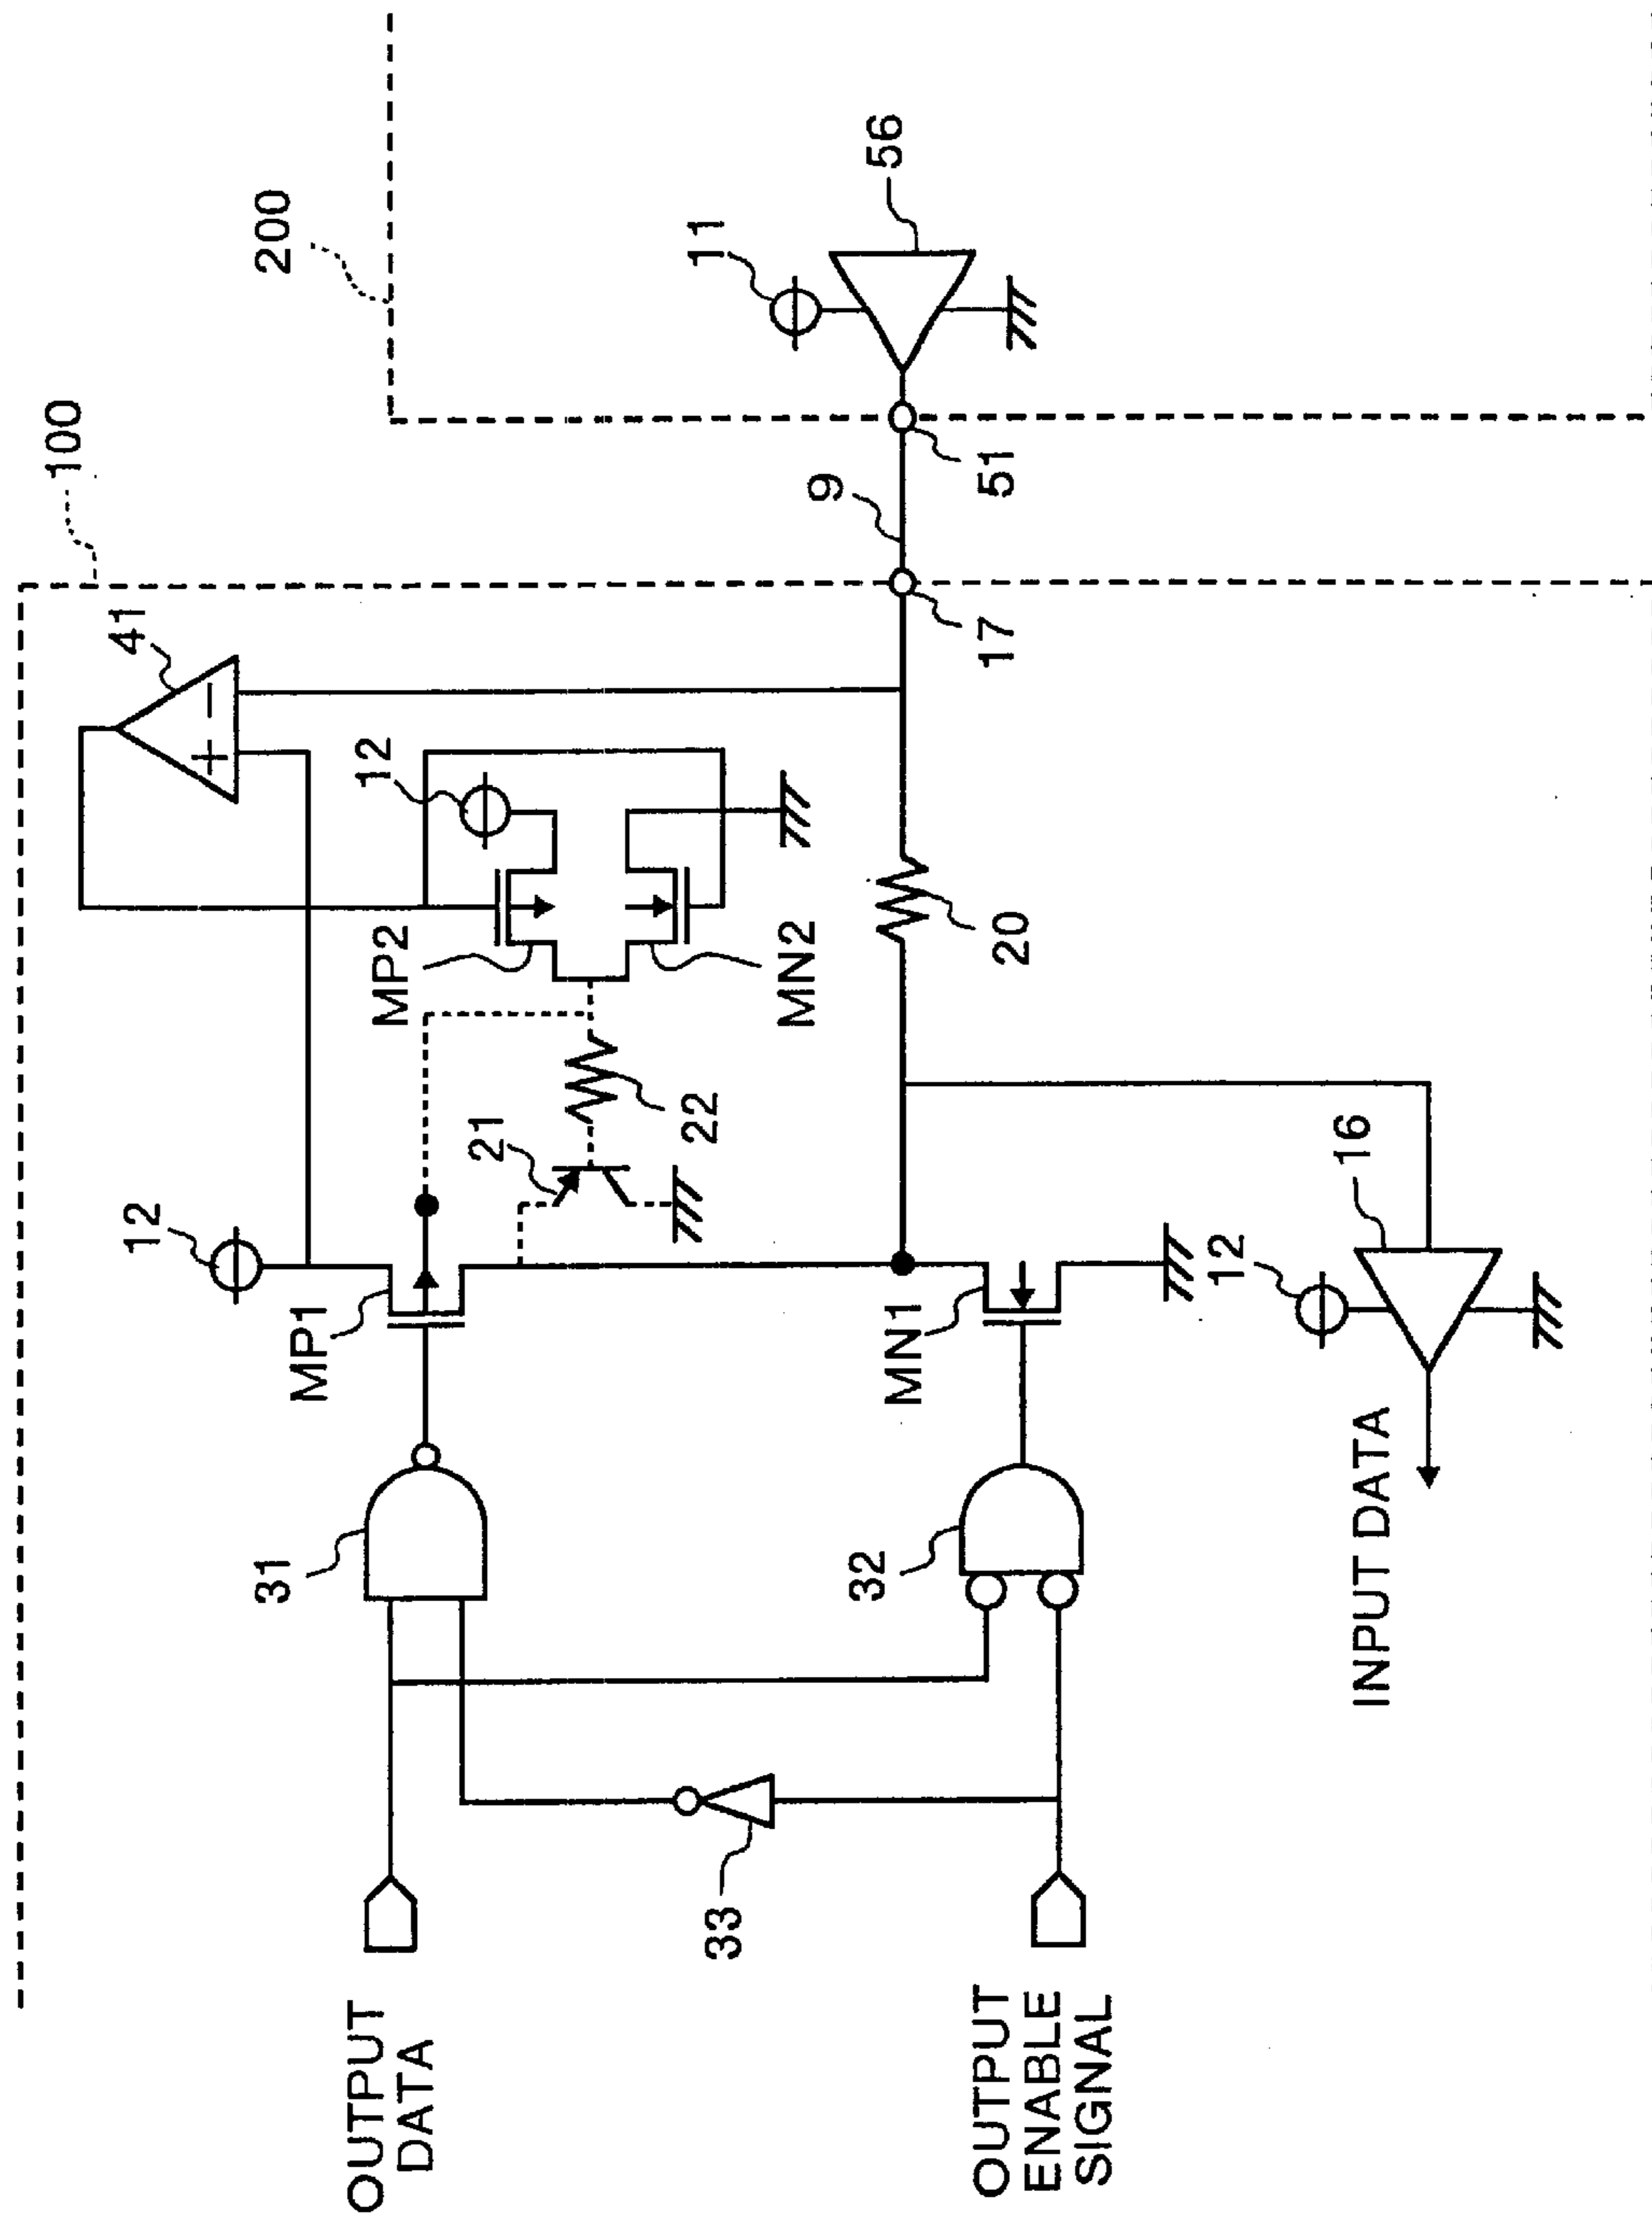 100
200
41
12
12
MP1
MP2
MN2
21
22
31
11
56
9
51
17
20
MN1
12
16
32
33
OUTPUT
DATA
OUTPUT
ENABLE
SIGNAL
INPUT DATA
+
−